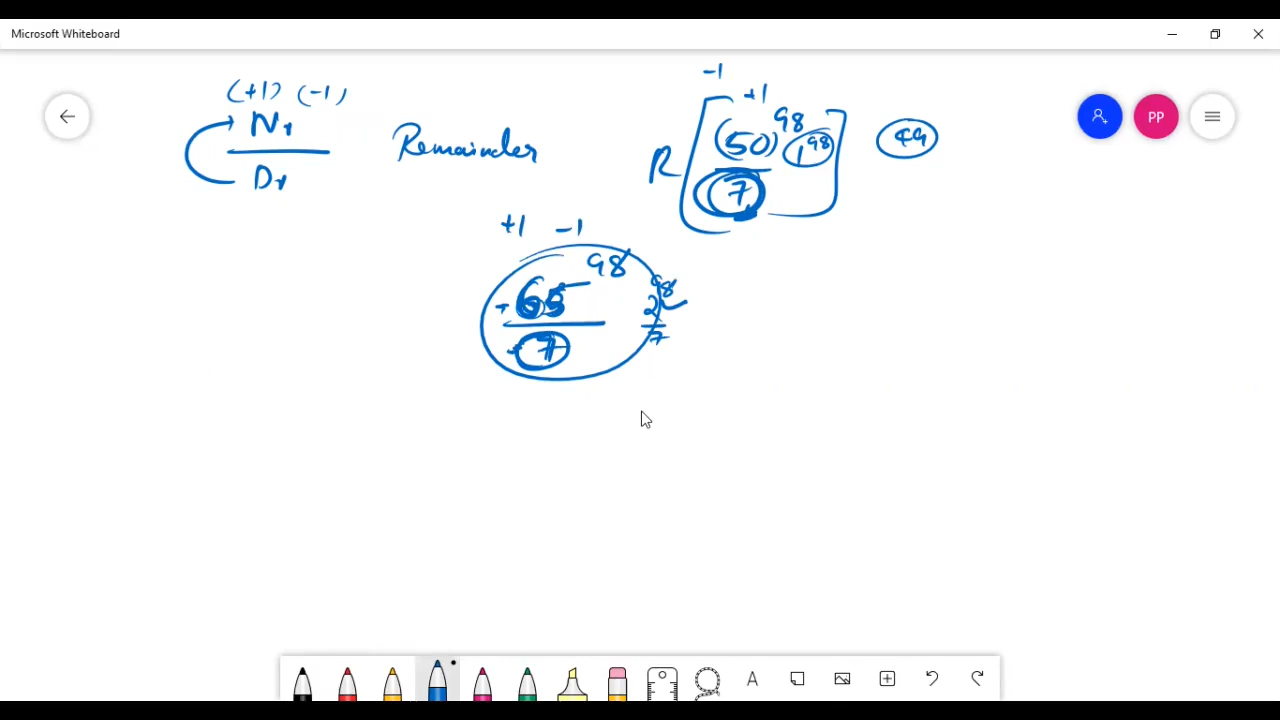 Microsoft Whiteboard
PP
(+1) (-1)
Nr
Dr
Remainder
-1
+1
R [ (50)^98 1^98 ]
7
49
+1 -1
65^98
7
2^98
7
A